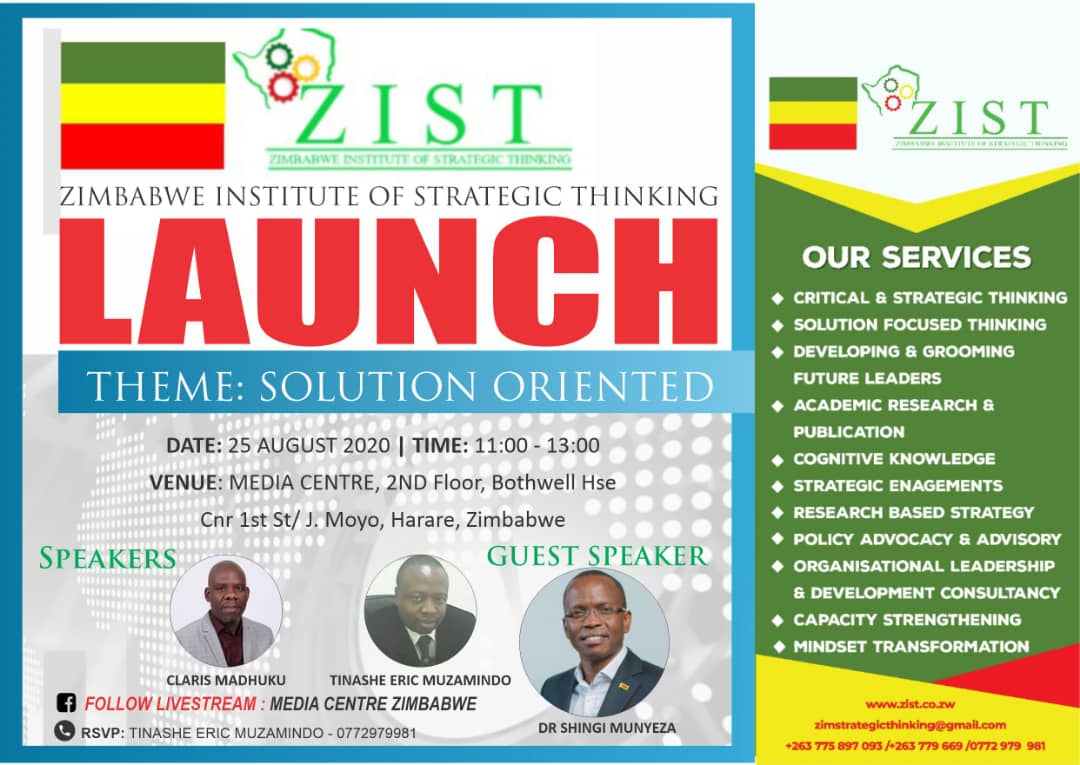 ZIST
ZIMBABWE INSTITUTE OF STRATEGIC THINKING
ZIMBABWE INSTITUTE OF STRATEGIC THINKING
LAUNCH
THEME: SOLUTION ORIENTED
DATE: 25 AUGUST 2020 | TIME: 11:00 - 13:00
VENUE: MEDIA CENTRE, 2ND Floor, Bothwell Hse
Cnr 1st St/ J. Moyo, Harare, Zimbabwe
SPEAKERS
GUEST SPEAKER
CLARIS MADHUKU
TINASHE ERIC MUZAMINDO
DR SHINGI MUNYEZA
FOLLOW LIVESTREAM : MEDIA CENTRE ZIMBABWE
RSVP: TINASHE ERIC MUZAMINDO - 0772979981
ZIST
ZIMBABWE INSTITUTE OF STRATEGIC THINKING
OUR SERVICES
CRITICAL & STRATEGIC THINKING
SOLUTION FOCUSED THINKING
DEVELOPING & GROOMING
FUTURE LEADERS
ACADEMIC RESEARCH &
PUBLICATION
COGNITIVE KNOWLEDGE
STRATEGIC ENAGEMENTS
RESEARCH BASED STRATEGY
POLICY ADVOCACY & ADVISORY
ORGANISATIONAL LEADERSHIP
& DEVELOPMENT CONSULTANCY
CAPACITY STRENGTHENING
MINDSET TRANSFORMATION
www.zist.co.zw
zimstrategicthinking@gmail.com
+263 775 897 093 /+263 779 669 /0772 979 981